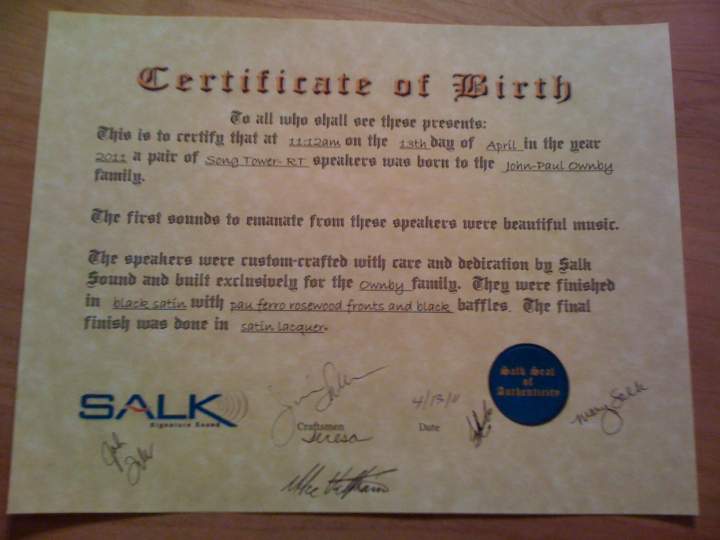 Certificate of Birth
To all who shall see these presents:
This is to certify that at 11:12am on the 13th day of April in the year
2011 a pair of Song Tower-RT speakers was born to the John-Paul Ownby
family.
The first sounds to emanate from these speakers were beautiful music.
The speakers were custom-crafted with care and dedication by Salk
Sound and built exclusively for the Ownby family. They were finished
in black satin with pau ferro rosewood fronts and black baffles. The final
finish was done in satin lacquer.
Salk Seal
of
Authenticity
SALK
Signature Sound
4/13/11
Mary Salk
Craftsmen
Date
Teresa
Mike